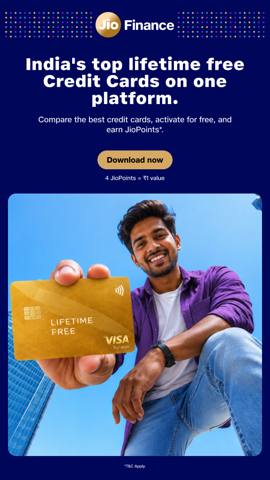 Jio Finance
India's top lifetime free
Credit Cards on one
platform.
Compare the best credit cards, activate for free, and
earn JioPoints*.
Download now
4 JioPoints = ₹1 value
LIFETIME
FREE
VISA
*T&C Apply.